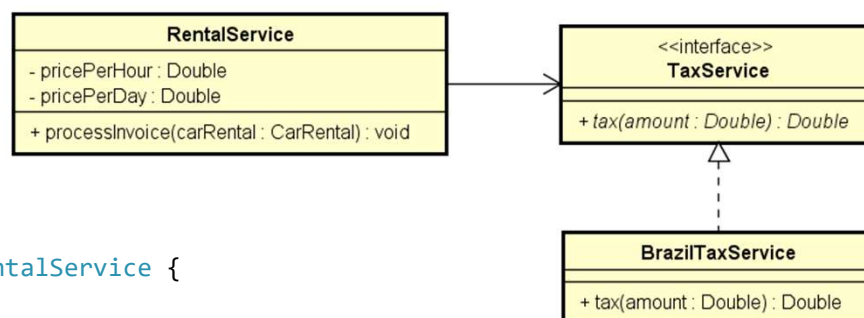 RentalService
- pricePerHour : Double
- pricePerDay : Double
+ processInvoice(carRental : CarRental) : void
<<interface>>
TaxService
+ tax(amount : Double) : Double
BrazilTaxService
+ tax(amount : Double) : Double
ntalService {